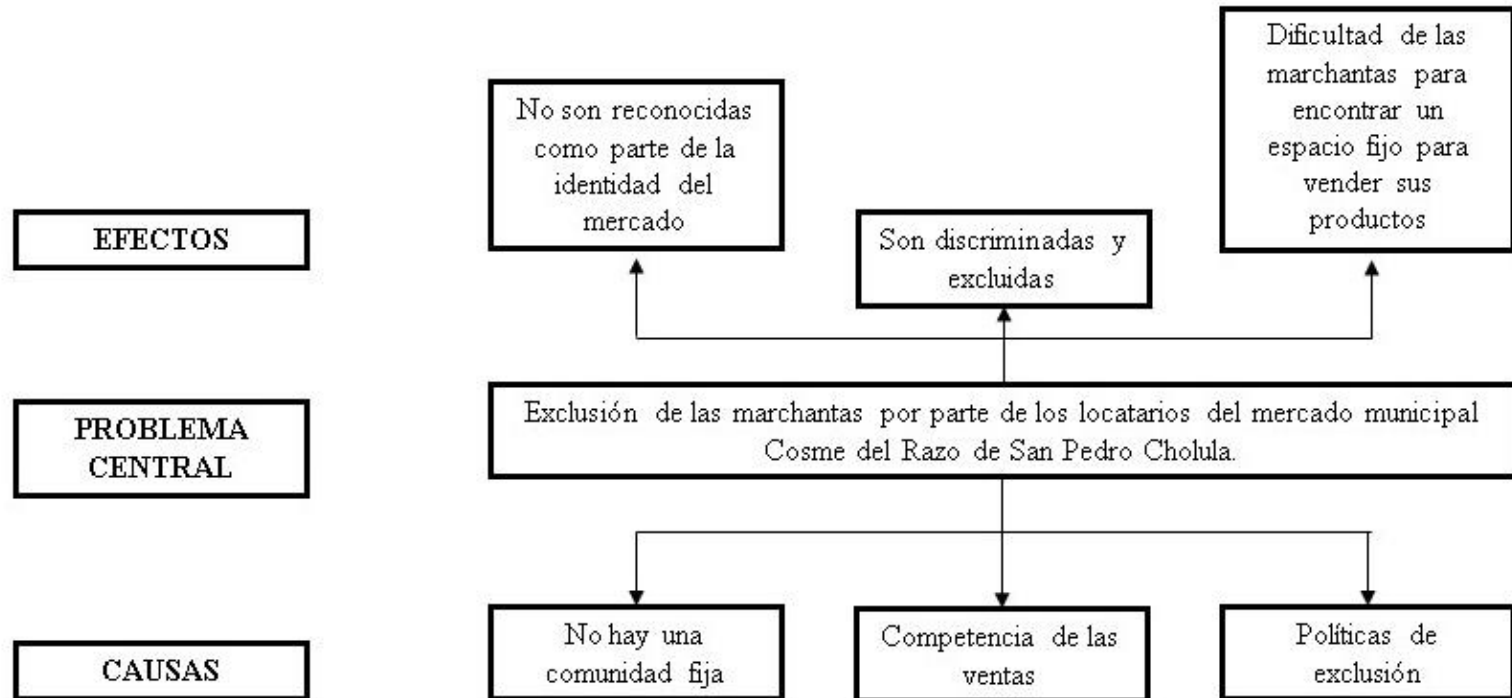 EFECTOS
No son reconocidas
como parte de la
identidad del
mercado
Son discriminadas y
excluidas
Dificultad de las
marchantas para
encontrar un
espacio fijo para
vender sus
productos
PROBLEMA
CENTRAL
Exclusión de las marchantas por parte de los locatarios del mercado municipal
Cosme del Razo de San Pedro Cholula.
CAUSAS
No hay una
comunidad fija
Competencia de las
ventas
Políticas de
exclusión